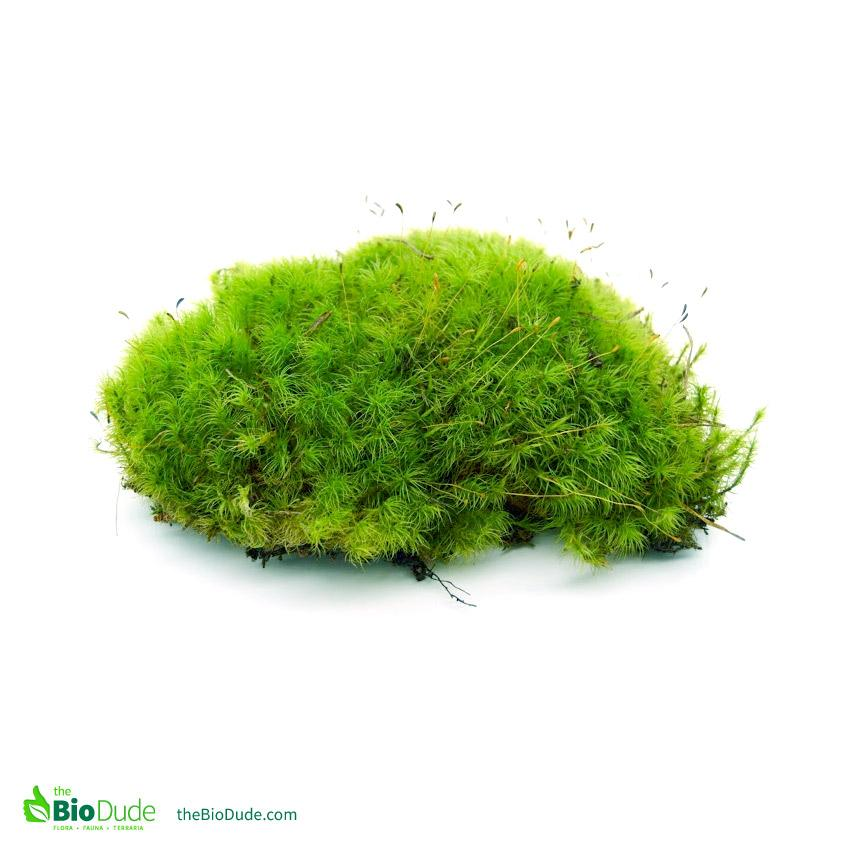 the
BioDude
FLORA • FAUNA • TERRARIA
theBioDude.com